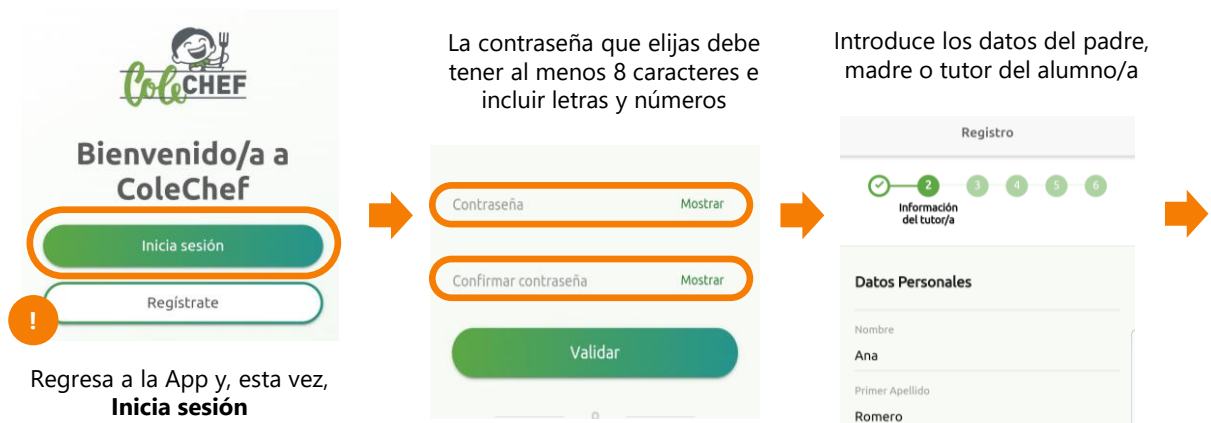 ColeCHEF
Bienvenido/a a
ColeChef
Inicia sesión
Regístrate
!
Regresa a la App y, esta vez,
Inicia sesión
La contraseña que elijas debe
tener al menos 8 caracteres e
incluir letras y números
Contraseña Mostrar
Confirmar contraseña Mostrar
Validar
Introduce los datos del padre,
madre o tutor del alumno/a
Registro
2 3 4 5 6
Información
del tutor/a
Datos Personales
Nombre
Ana
Primer Apellido
Romero